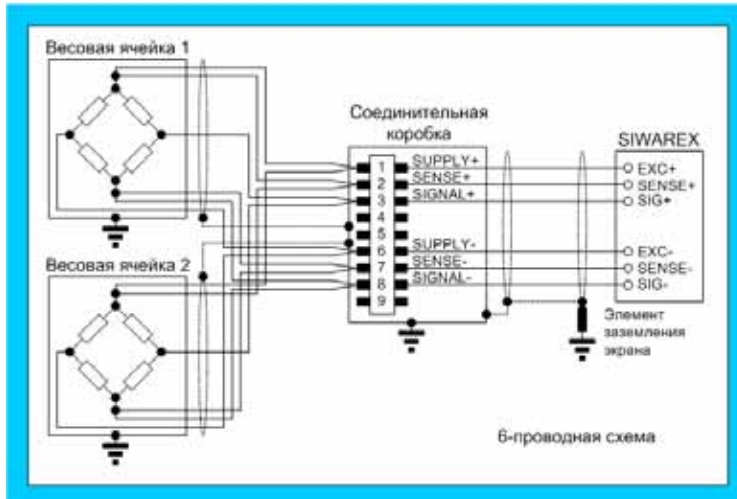 Весовая ячейка 1
Соединительная
коробка
SIWAREX
1 SUPPLY+
2 SENSE+
3 SIGNAL+
4
5
6 SUPPLY-
7 SENSE-
8 SIGNAL-
9
EXC+
SENSE+
SIG+
EXC-
SENSE-
SIG-
Весовая ячейка 2
Элемент
заземления
экрана
6-проводная схема